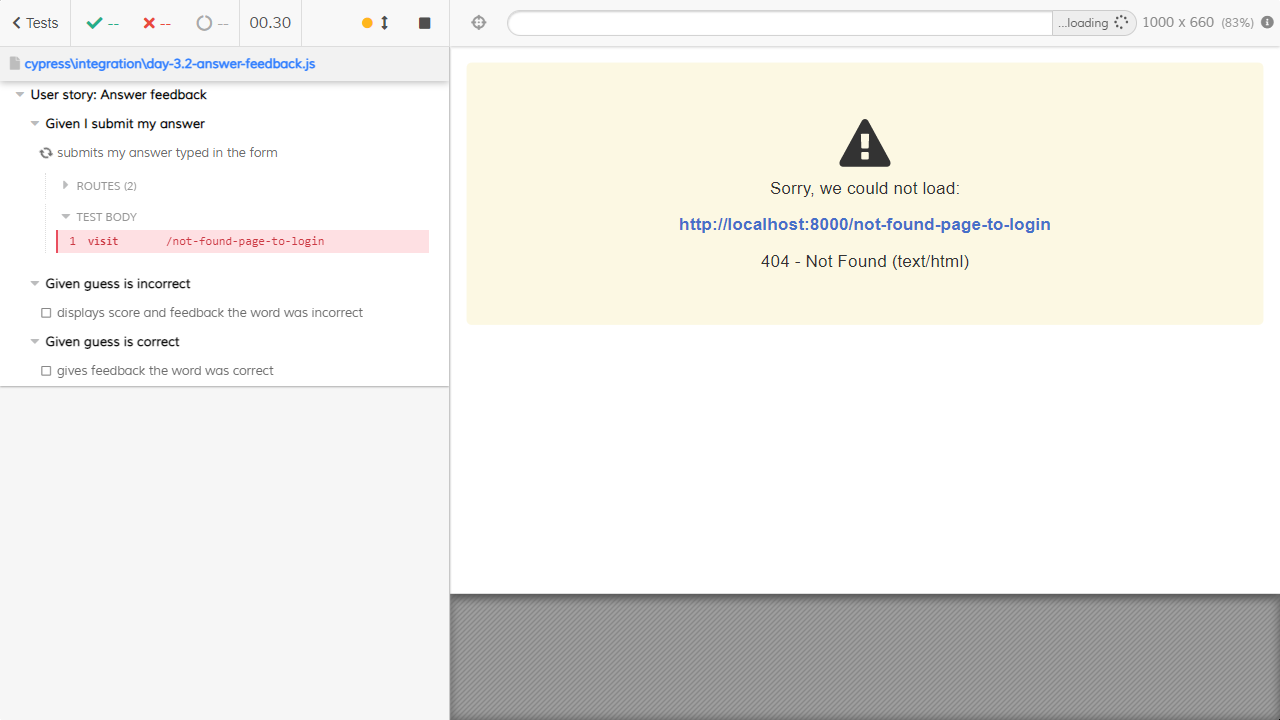 Tests -- -- -- 00.30
...loading 1000 x 660 (83%)
cypress\integration\day-3.2-answer-feedback.js
User story: Answer feedback
Given I submit my answer
submits my answer typed in the form
ROUTES (2)
TEST BODY
1 visit /not-found-page-to-login
Given guess is incorrect
displays score and feedback the word was incorrect
Given guess is correct
gives feedback the word was correct
Sorry, we could not load:
http://localhost:8000/not-found-page-to-login
404 - Not Found (text/html)